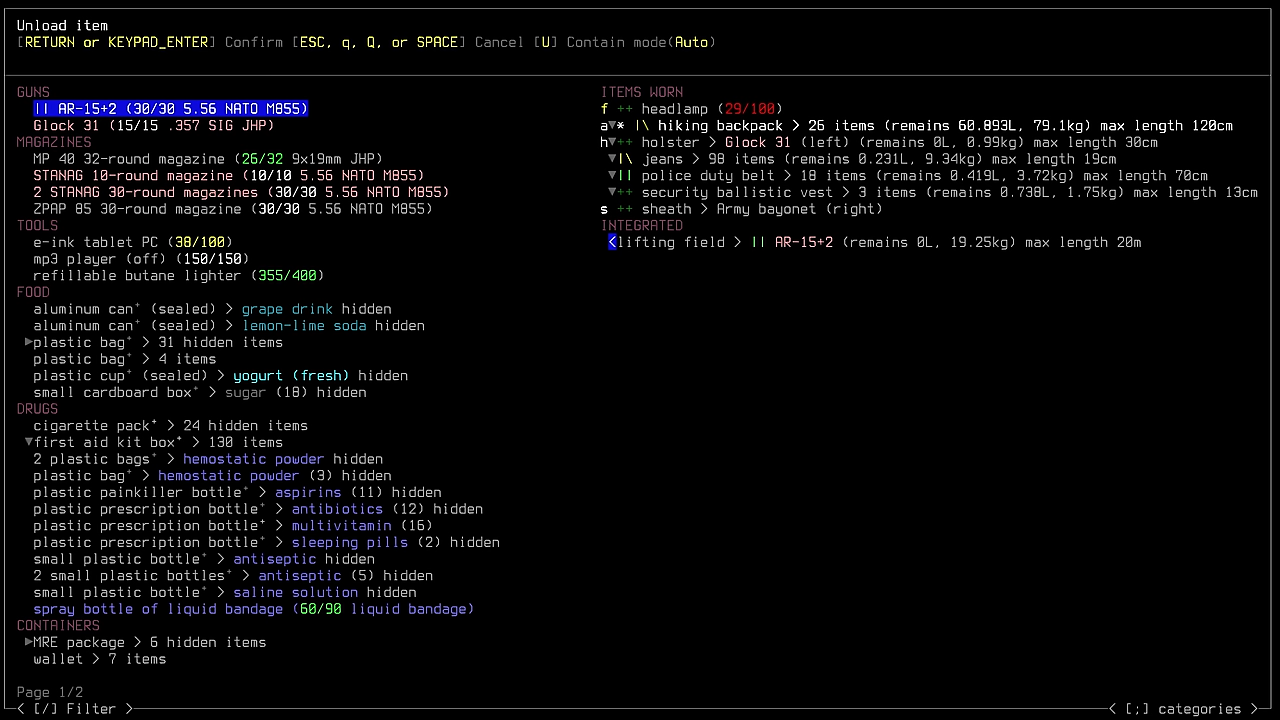 Unload item
[RETURN or KEYPAD_ENTER] Confirm [ESC, q, Q, or SPACE] Cancel [U] Contain mode(Auto)
GUNS
|| AR-15+2 (30/30 5.56 NATO M855)
Glock 31 (15/15 .357 SIG JHP)
MAGAZINES
MP 40 32-round magazine (26/32 9x19mm JHP)
STANAG 10-round magazine (10/10 5.56 NATO M855)
2 STANAG 30-round magazines (30/30 5.56 NATO M855)
ZPAP 85 30-round magazine (30/30 5.56 NATO M855)
TOOLS
e-ink tablet PC (38/100)
mp3 player (off) (150/150)
refillable butane lighter (355/400)
FOOD
aluminum can⁺ (sealed) > grape drink hidden
aluminum can⁺ (sealed) > lemon-lime soda hidden
▶plastic bag⁺ > 31 hidden items
plastic bag⁺ > 4 items
plastic cup⁺ (sealed) > yogurt (fresh) hidden
small cardboard box⁺ > sugar (18) hidden
DRUGS
cigarette pack⁺ > 24 hidden items
▼first aid kit box⁺ > 130 items
2 plastic bags⁺ > hemostatic powder hidden
plastic bag⁺ > hemostatic powder (3) hidden
plastic painkiller bottle⁺ > aspirins (11) hidden
plastic prescription bottle⁺ > antibiotics (12) hidden
plastic prescription bottle⁺ > multivitamin (16)
plastic prescription bottle⁺ > sleeping pills (2) hidden
small plastic bottle⁺ > antiseptic hidden
2 small plastic bottles⁺ > antiseptic (5) hidden
small plastic bottle⁺ > saline solution hidden
spray bottle of liquid bandage (60/90 liquid bandage)
CONTAINERS
▶MRE package > 6 hidden items
wallet > 7 items
ITEMS WORN
f ++ headlamp (29/100)
a▼* |\ hiking backpack > 26 items (remains 60.893L, 79.1kg) max length 120cm
h▼++ holster > Glock 31 (left) (remains 0L, 0.99kg) max length 30cm
▼|\ jeans > 98 items (remains 0.231L, 9.34kg) max length 19cm
▼|| police duty belt > 18 items (remains 0.419L, 3.72kg) max length 70cm
▼++ security ballistic vest > 3 items (remains 0.738L, 1.75kg) max length 13cm
s ++ sheath > Army bayonet (right)
INTEGRATED
<lifting field > || AR-15+2 (remains 0L, 19.25kg) max length 20m
Page 1/2
< [/] Filter >
< [;] categories >